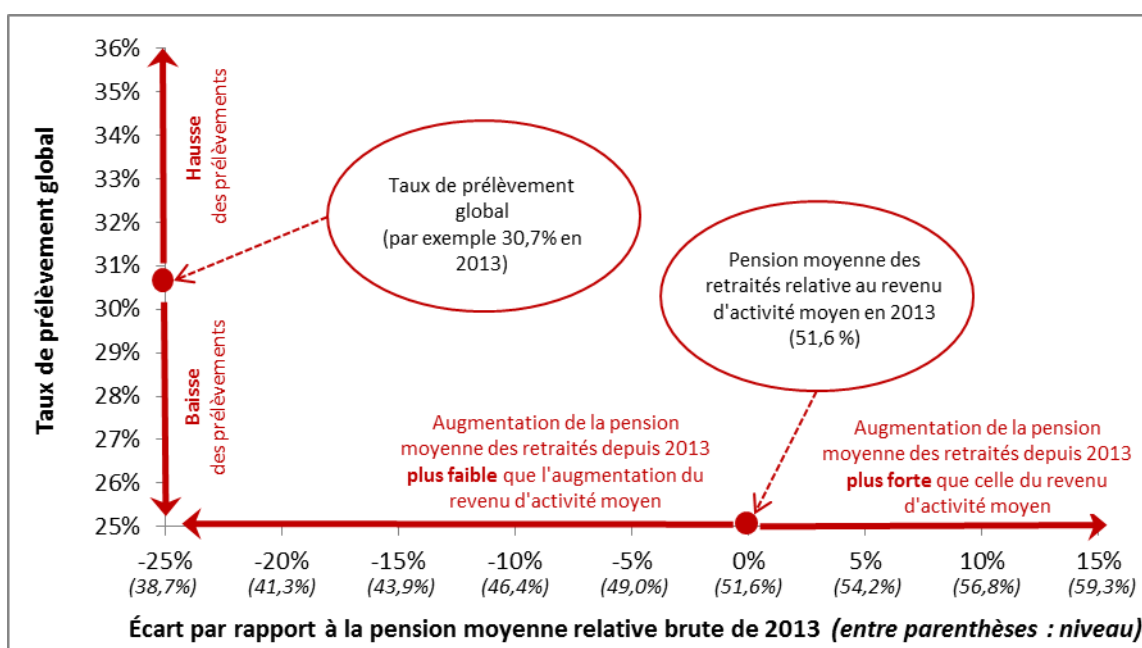 Taux de prélèvement global
36%
35%
34%
33%
32%
31%
30%
29%
28%
27%
26%
25%
Hausse
des prélèvements
Baisse
des prélèvements
Taux de prélèvement
global
(par exemple 30,7% en
2013)
Pension moyenne des
retraités relative au revenu
d'activité moyen en 2013
(51,6 %)
Augmentation de la pension
moyenne des retraités depuis 2013
plus faible que l'augmentation du
revenu d'activité moyen
Augmentation de la pension
moyenne des retraités depuis 2013
plus forte que celle du revenu
d'activité moyen
-25% -20% -15% -10% -5% 0% 5% 10% 15%
(38,7%) (41,3%) (43,9%) (46,4%) (49,0%) (51,6%) (54,2%) (56,8%) (59,3%)
Écart par rapport à la pension moyenne relative brute de 2013 (entre parenthèses : niveau)